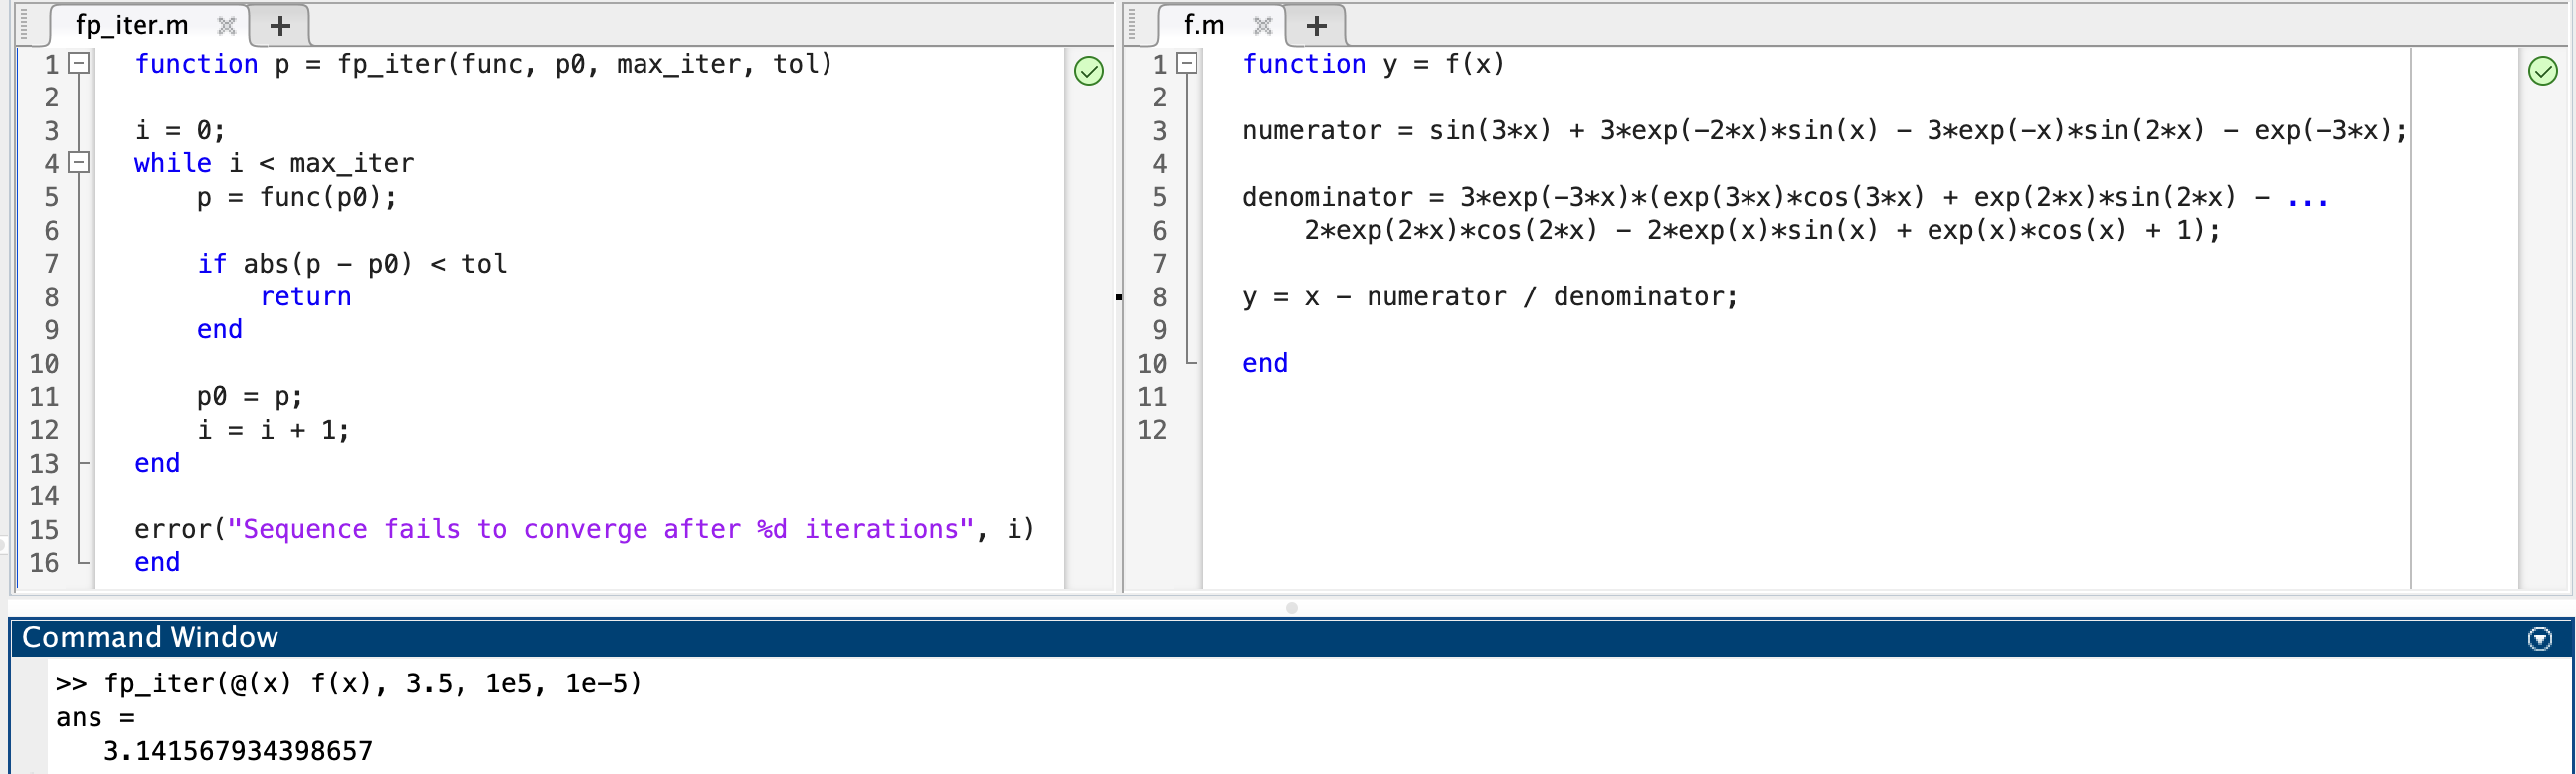 fp_iter.m
1 function p = fp_iter(func, p0, max_iter, tol)
2
3 i = 0;
4 while i < max_iter
5     p = func(p0);
6
7     if abs(p - p0) < tol
8         return
9     end
10
11     p0 = p;
12     i = i + 1;
13 end
14
15 error("Sequence fails to converge after %d iterations", i)
16 end
f.m
1 function y = f(x)
2
3 numerator = sin(3*x) + 3*exp(-2*x)*sin(x) - 3*exp(-x)*sin(2*x) - exp(-3*x);
4
5 denominator = 3*exp(-3*x)*(exp(3*x)*cos(3*x) + exp(2*x)*sin(2*x) - ...
6     2*exp(2*x)*cos(2*x) - 2*exp(x)*sin(x) + exp(x)*cos(x) + 1);
7
8 y = x - numerator / denominator;
9
10 end
11
12
Command Window
>> fp_iter(@(x) f(x), 3.5, 1e5, 1e-5)
ans =
   3.141567934398657